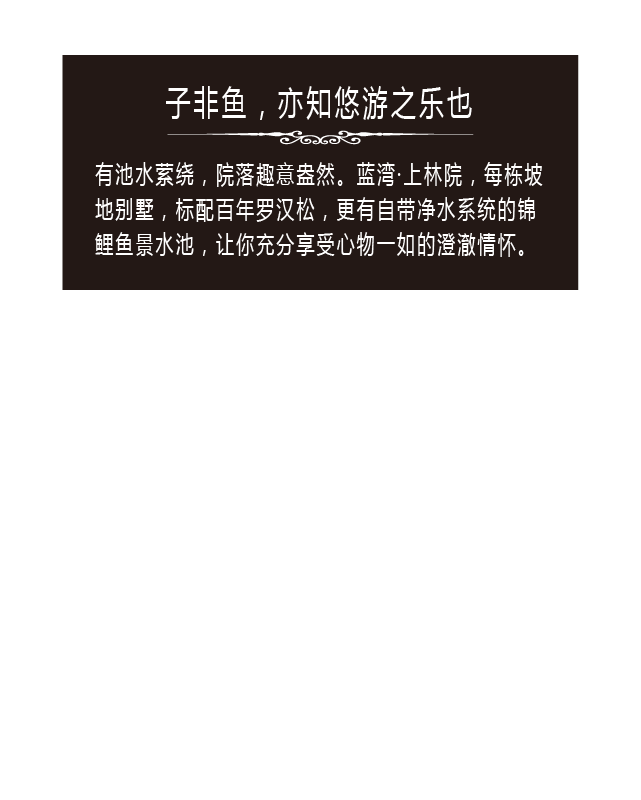 子非鱼，亦知悠游之乐也
有池水萦绕，院落趣意盎然。蓝湾·上林院，每栋坡
地别墅，标配百年罗汉松，更有自带净水系统的锦
鲤鱼景水池，让你充分享受心物一如的澄澈情怀。